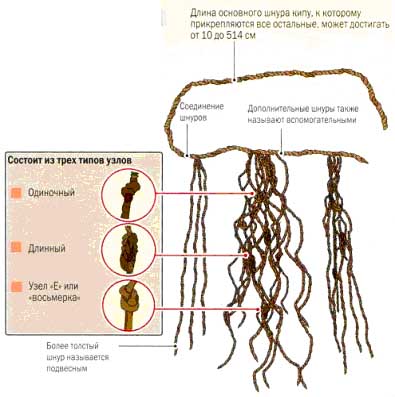 Длина основного шнура кипу, к которому
прикрепляются все остальные, может достигать
от 10 до 514 см
Соединение
шнуров
Дополнительные шнуры также
называют вспомогательными
Состоит из трех типов узлов
Одиночный
Длинный
Узел «Е» или
«восьмерка»
Более толстый
шнур называется
подвесным